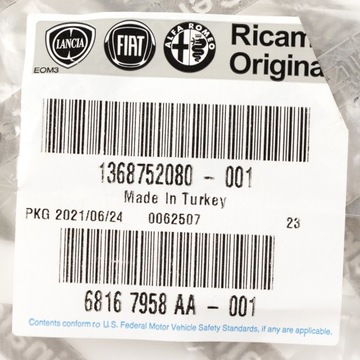 LANCIA FIAT ALFA ROMEO
EOM3
Ricam
Origina
1368752080 - 001
Made In Turkey
PKG 2021/06/24 0062507 23
6816 7958 AA - 001
Contents conform to U.S. Federal Motor Vehicle Safety Standards, if any are applicable.